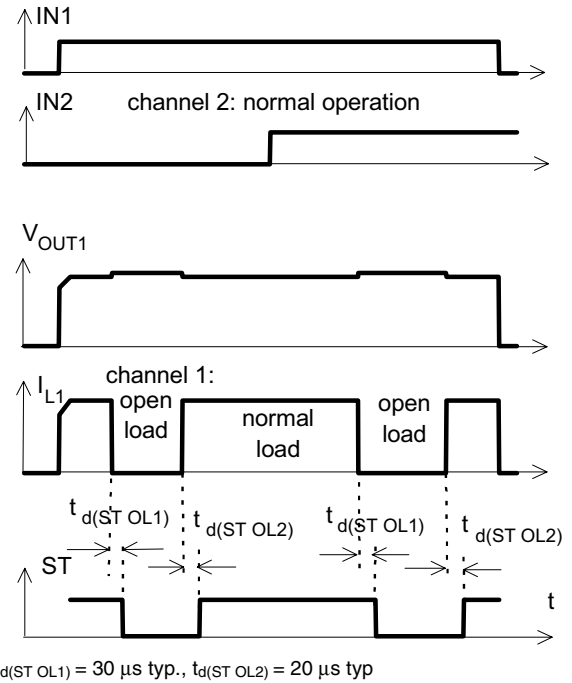 IN1
IN2 channel 2: normal operation
VOUT1
IL1
channel 1:
open load
normal load
open load
td(ST OL1)
td(ST OL2)
td(ST OL1)
td(ST OL2)
ST
t
d(ST OL1) = 30 µs typ., td(ST OL2) = 20 µs typ